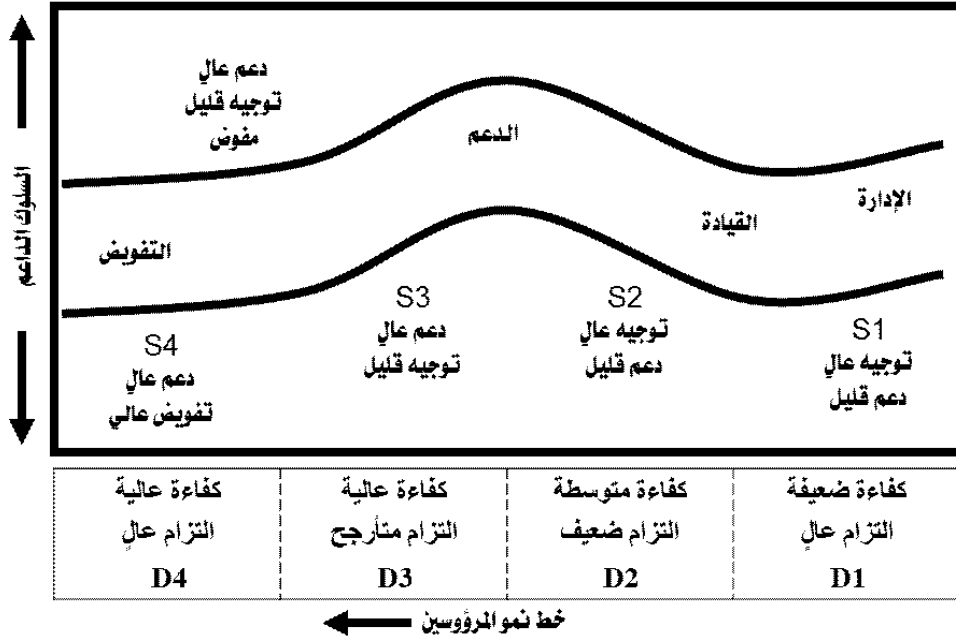 دعم عالٍ
توجيه قليل
مفوض
الدعم
الإدارة
القيادة
التفويض
السلوك الداعم
S1
توجيه عالٍ
دعم قليل
S2
توجيه عالٍ
دعم قليل
S3
دعم عالٍ
توجيه قليل
S4
دعم عالٍ
تفويض عالي
كفاءة ضعيفة
التزام عالٍ
D1
كفاءة متوسطة
التزام ضعيف
D2
كفاءة عالية
التزام متأرجح
D3
كفاءة عالية
التزام عالٍ
D4
خط نمو المرؤوسين